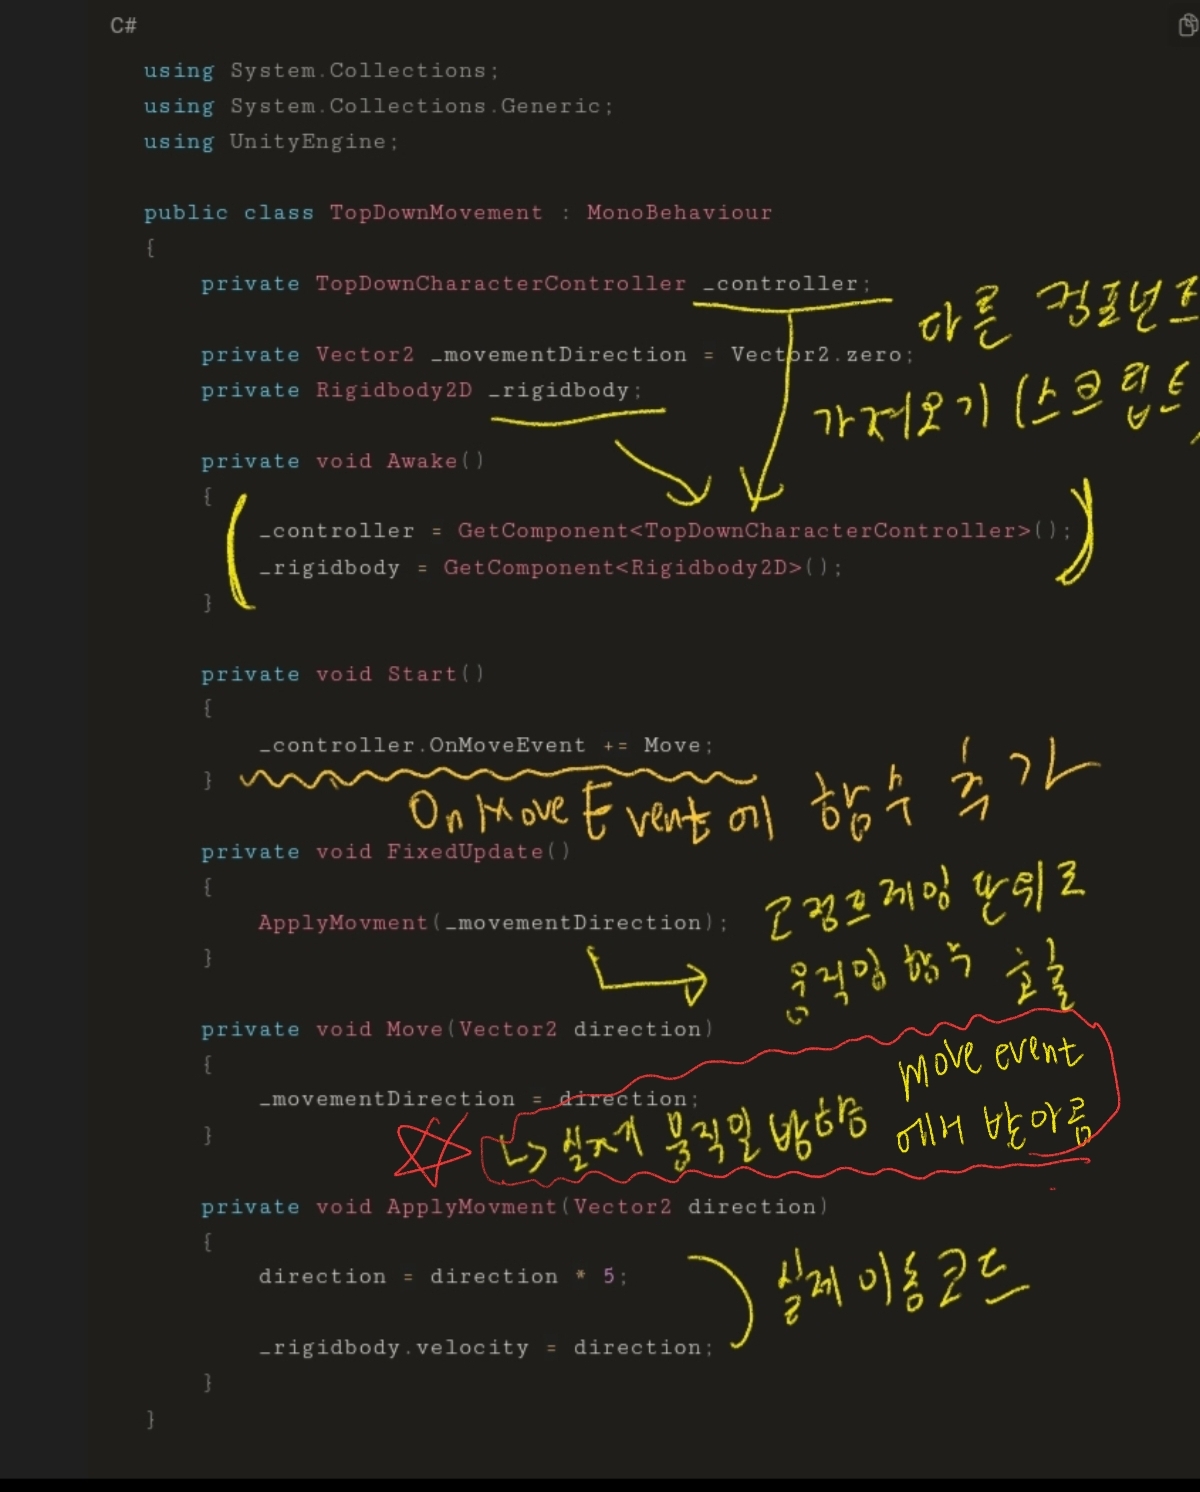 C#
using System.Collections;
using System.Collections.Generic;
using UnityEngine;
public class TopDownMovement : MonoBehaviour
{
private TopDownCharacterController _controller;
다른 컴포넌트
private Vector2 _movementDirection = Vector2.zero;
private Rigidbody2D _rigidbody;
가져오기 (스크립트)
private void Awake()
{
_controller = GetComponent<TopDownCharacterController>();
_rigidbody = GetComponent<Rigidbody2D>();
}
private void Start()
{
_controller.OnMoveEvent += Move;
}
OnMoveEvent에 함수 추가
private void FixedUpdate()
{
고정프레임 단위로
ApplyMovment(_movementDirection);
}
움직임 함수 호출
private void Move(Vector2 direction)
{
move event
_movementDirection = direction;
}
↳ 실제 움직일 방향 에서 받아옴
private void ApplyMovment(Vector2 direction)
{
direction = direction * 5;
실제 이동코드
_rigidbody.velocity = direction;
}
}